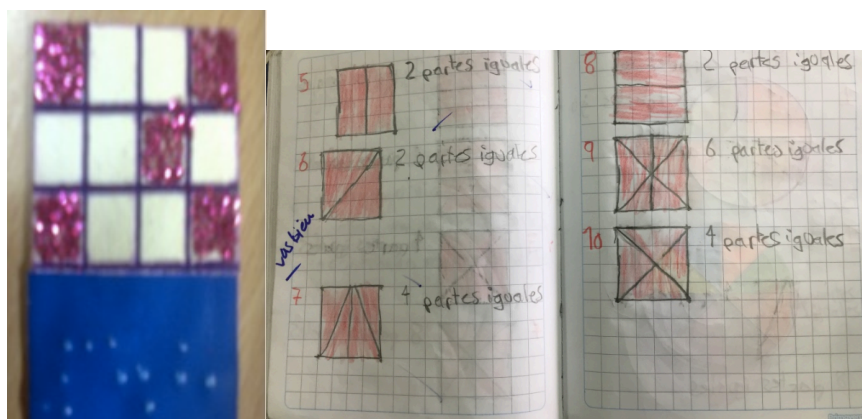 5 2 partes iguales
6 2 partes iguales
vas bien
7 4 partes iguales
8 2 partes iguales
9 6 partes iguales
10 4 partes iguales